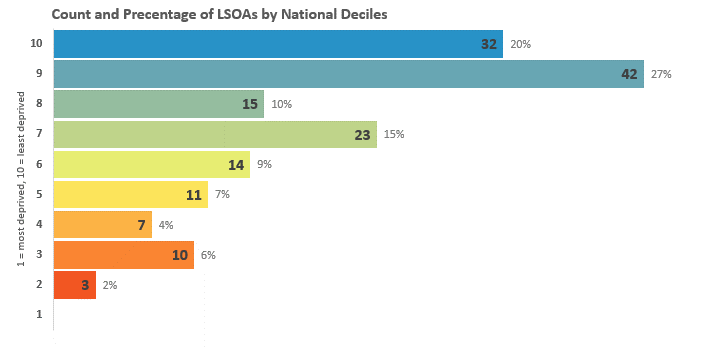 Count and Precentage of LSOAs by National Deciles
1 = most deprived, 10 = least deprived
10 32 20%
9 42 27%
8 15 10%
7 23 15%
6 14 9%
5 11 7%
4 7 4%
3 10 6%
2 3 2%
1